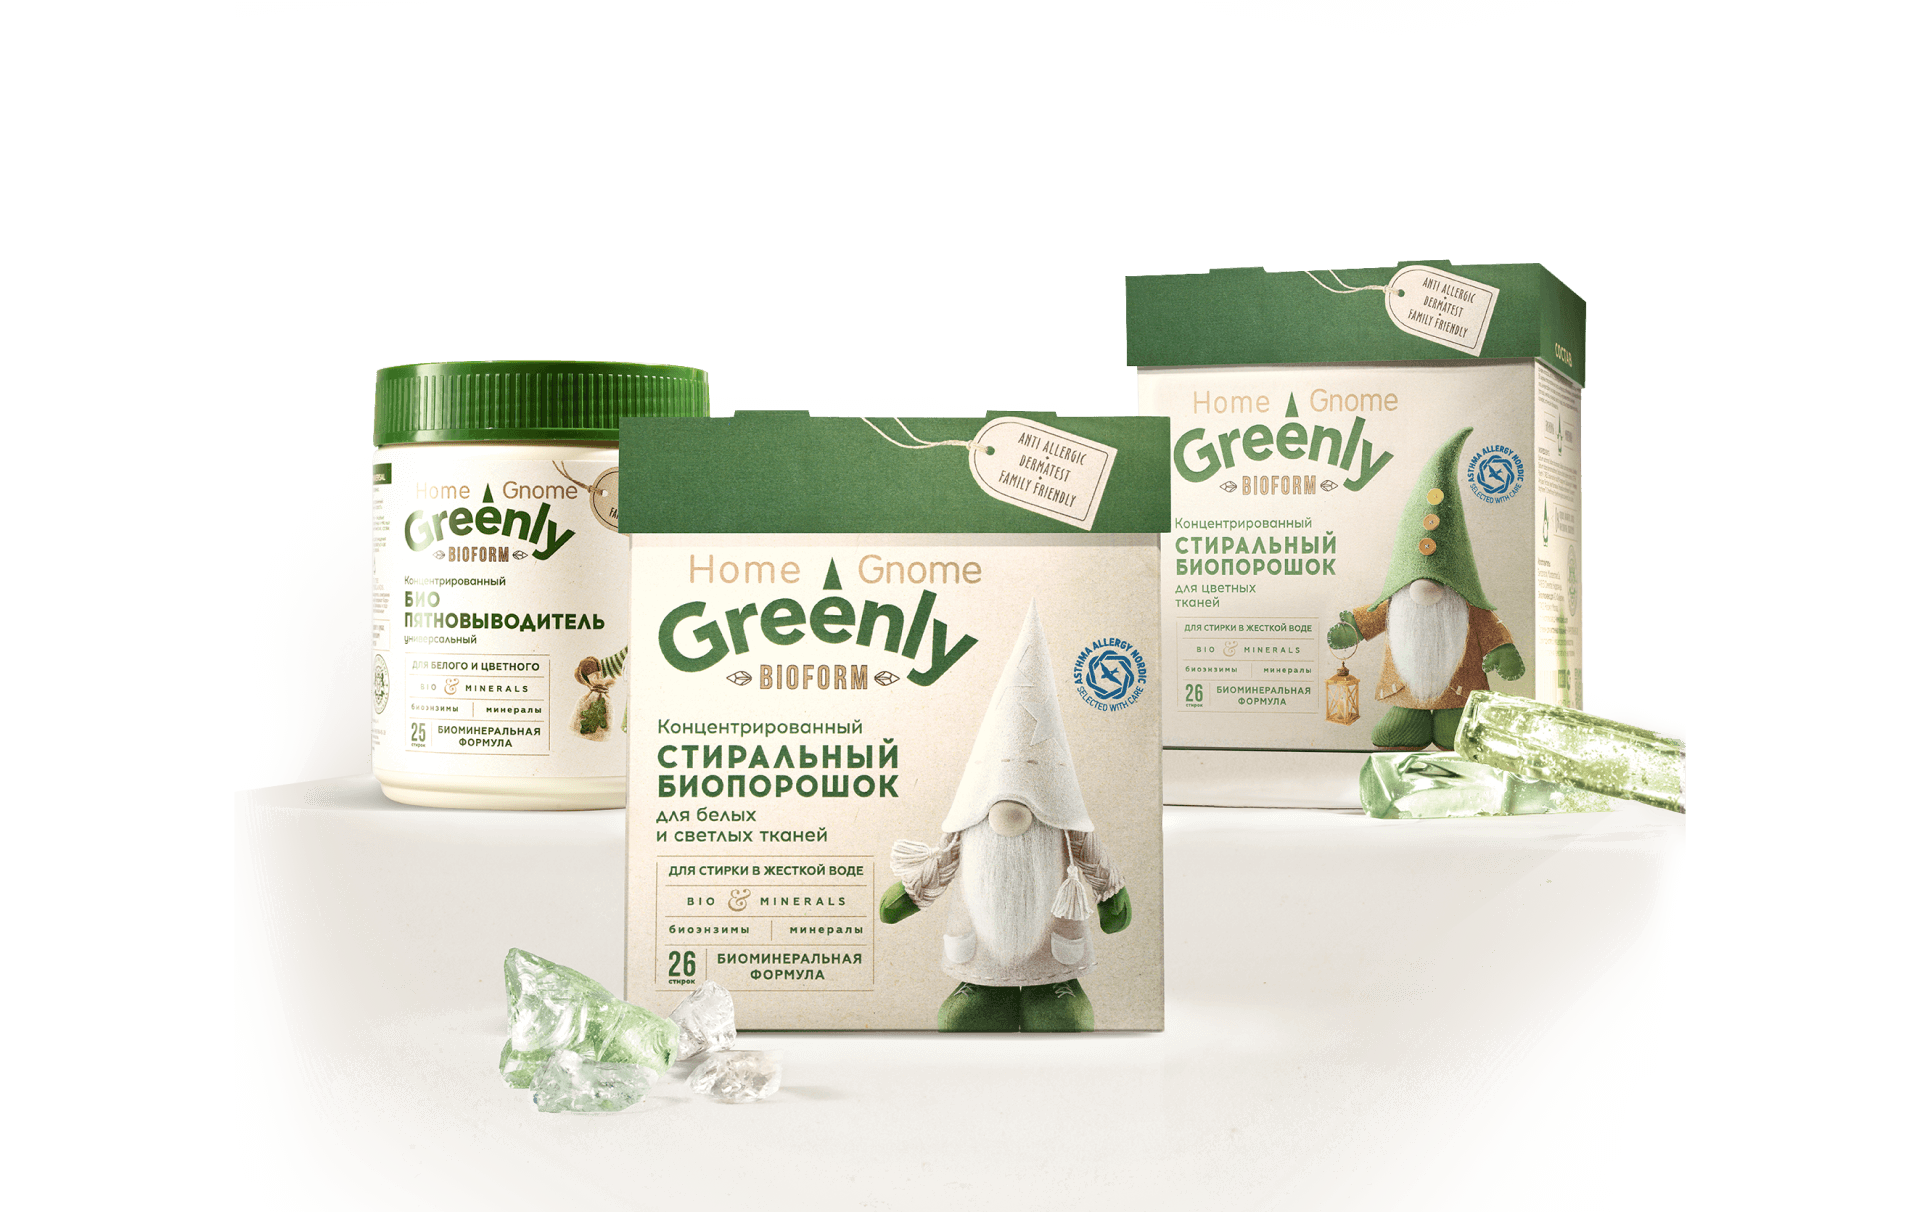 Home Gnome
Greenly
BIOFORM
Концентрированный
БИО
ПЯТНОВЫВОДИТЕЛЬ
универсальный
ДЛЯ БЕЛОГО И ЦВЕТНОГО
BIO & MINERALS
биоэнзимы минералы
25
стирок
БИОМИНЕРАЛЬНАЯ
ФОРМУЛА
ANTI ALLERGIC
DERMATEST
FAMILY FRIENDLY
Home Gnome
Greenly
BIOFORM
ASTHMA ALLERGY NORDIC
SELECTED WITH CARE
Концентрированный
СТИРАЛЬНЫЙ
БИОПОРОШОК
для белых
и светлых тканей
ДЛЯ СТИРКИ В ЖЕСТКОЙ ВОДЕ
BIO & MINERALS
биоэнзимы минералы
26
стирок
БИОМИНЕРАЛЬНАЯ
ФОРМУЛА
ANTI ALLERGIC
DERMATEST
FAMILY FRIENDLY
Home Gnome
Greenly
BIOFORM
ASTHMA ALLERGY NORDIC
SELECTED WITH CARE
Концентрированный
СТИРАЛЬНЫЙ
БИОПОРОШОК
для цветных
тканей
ДЛЯ СТИРКИ В ЖЕСТКОЙ ВОДЕ
BIO & MINERALS
биоэнзимы минералы
26
стирок
БИОМИНЕРАЛЬНАЯ
ФОРМУЛА
СОСТАВ